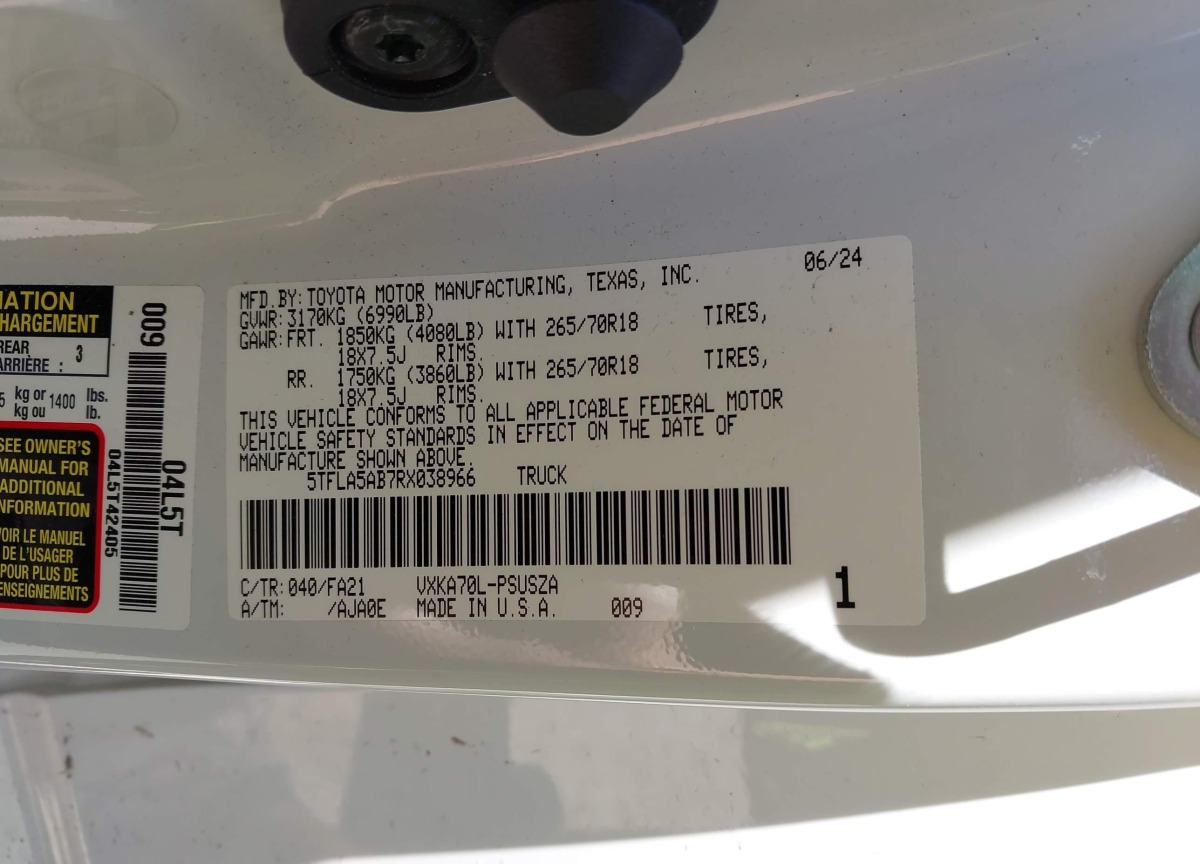 MATION
HARGEMENT
REAR
ARRIÈRE : 3
5 kg or 1400 lbs.
kg ou lb.
SEE OWNER'S
MANUAL FOR
ADDITIONAL
INFORMATION
VOIR LE MANUEL
DE L'USAGER
POUR PLUS DE
RENSEIGNEMENTS
009
04L5T
04L5T42405
MFD.BY:TOYOTA MOTOR MANUFACTURING, TEXAS, INC. 06/24
GVWR:3170KG (6990LB)
GAWR:FRT. 1850KG (4080LB) WITH 265/70R18 TIRES,
18X7.5J RIMS.
RR. 1750KG (3860LB) WITH 265/70R18 TIRES,
18X7.5J RIMS.
THIS VEHICLE CONFORMS TO ALL APPLICABLE FEDERAL MOTOR
VEHICLE SAFETY STANDARDS IN EFFECT ON THE DATE OF
MANUFACTURE SHOWN ABOVE.
5TFLA5AB7RX038966 TRUCK
C/TR:040/FA21 VXKA70L-PSUSZA
A/TM: /AJA0E MADE IN U.S.A. 009
1